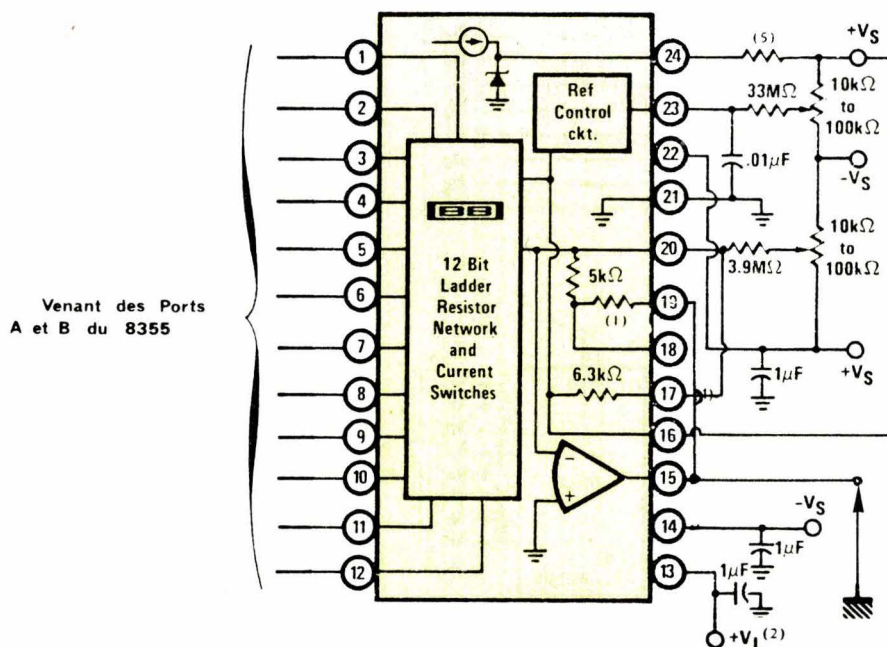 Venant des Ports
A et B du 8355
1
2
3
4
5
6
7
8
9
10
11
12
BB
12 Bit
Ladder
Resistor
Network
and
Current
Switches
Ref
Control
ckt.
5kΩ
(1)
6.3kΩ
−
+
24
23
22
21
20
19
18
17
16
15
14
13
(5)
+VS
33MΩ
10kΩ
to
100kΩ
.01μF
-VS
10kΩ
to
100kΩ
3.9MΩ
1μF
+VS
-VS
1μF
1μF
+VL (2)